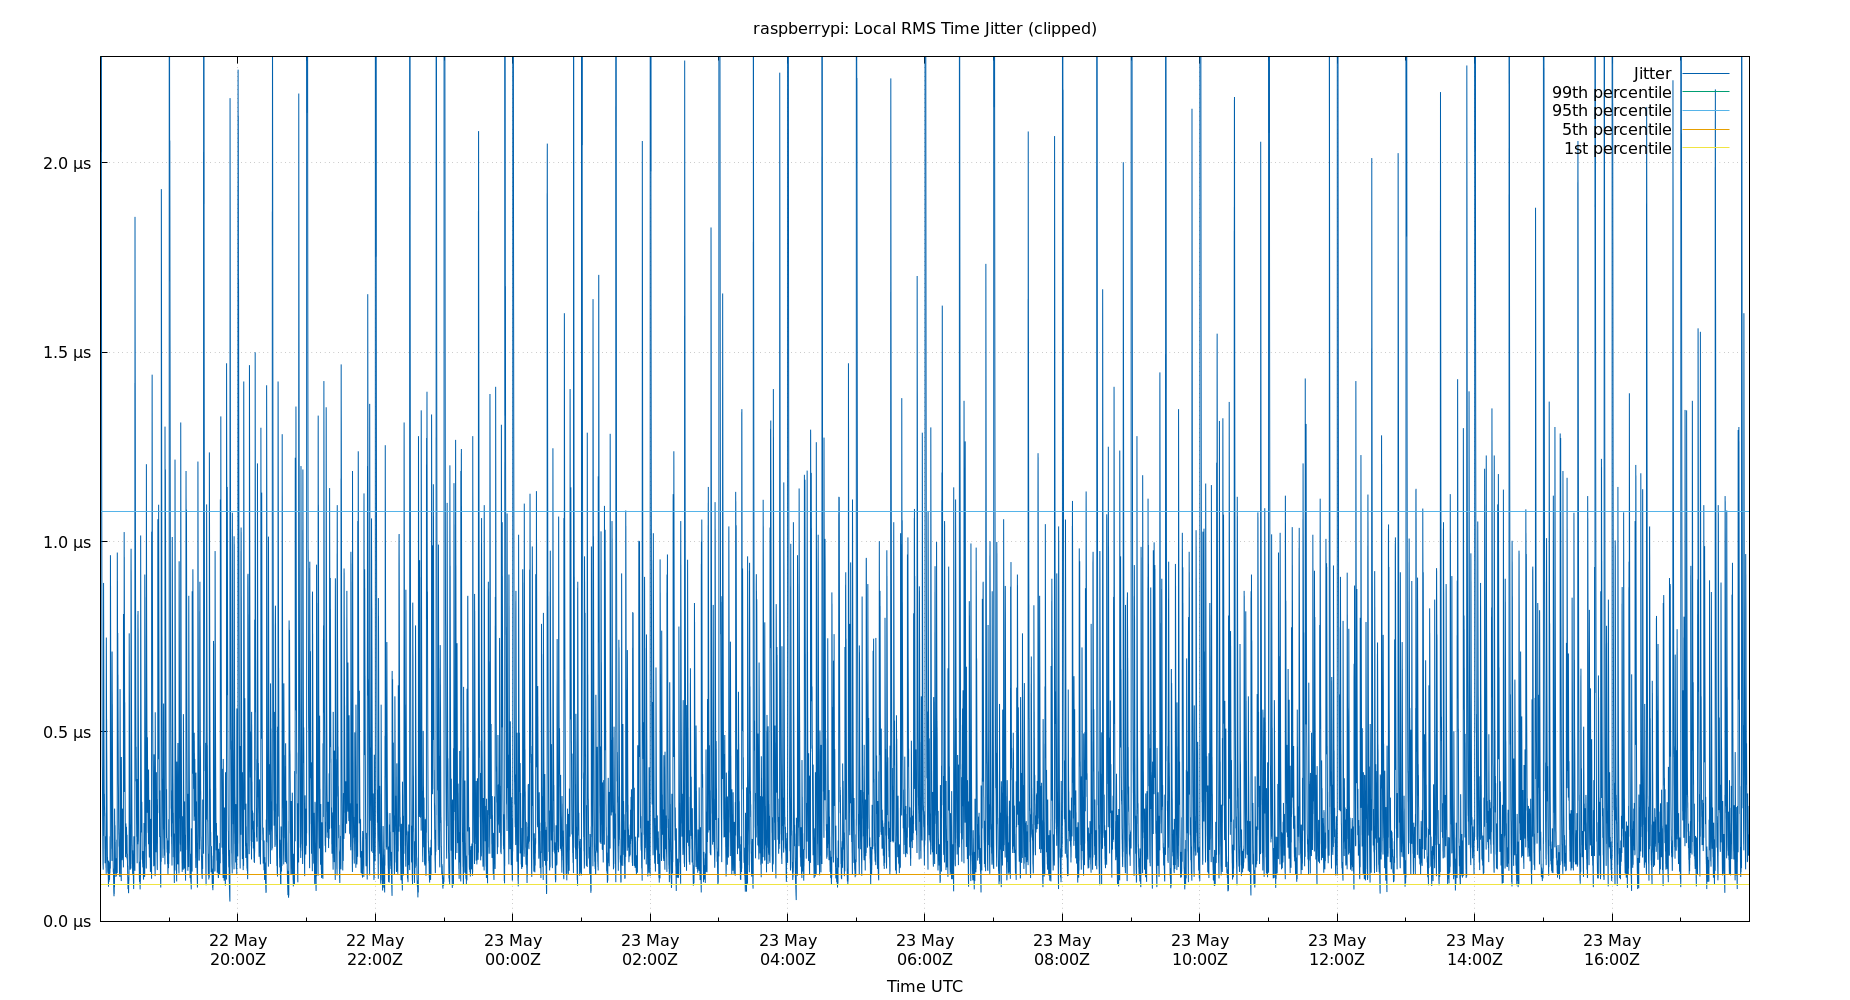 raspberrypi: Local RMS Time Jitter (clipped)
Jitter
99th percentile
95th percentile
5th percentile
1st percentile
2.0 μs
1.5 μs
1.0 μs
0.5 μs
0.0 μs
22 May 22 May 23 May 23 May 23 May 23 May 23 May 23 May 23 May 23 May 23 May
20:00Z 22:00Z 00:00Z 02:00Z 04:00Z 06:00Z 08:00Z 10:00Z 12:00Z 14:00Z 16:00Z
Time UTC